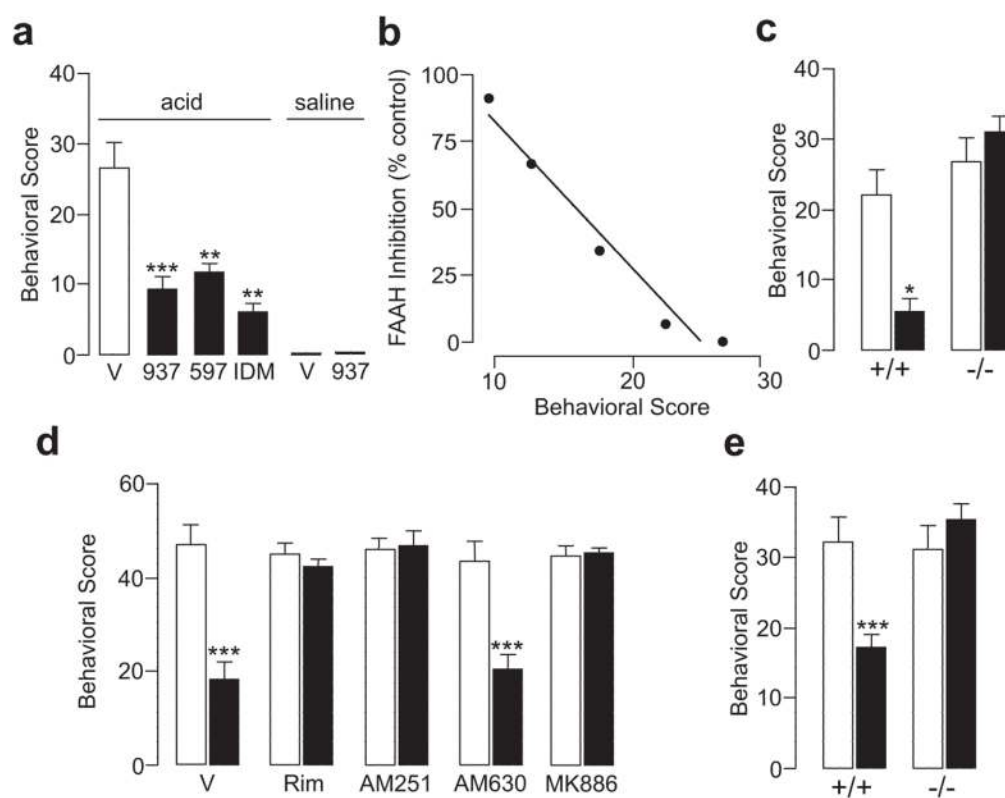 a
Behavioral Score
40
30
20
10
0
acid
saline
***
**
**
V 937 597 IDM V 937
b
FAAH Inhibition (% control)
100
75
50
25
0
10 20 30
Behavioral Score
c
Behavioral Score
40
30
20
10
0
*
+/+ -/-
d
Behavioral Score
60
40
20
0
***
***
V Rim AM251 AM630 MK886
e
Behavioral Score
40
30
20
10
0
***
+/+ -/-